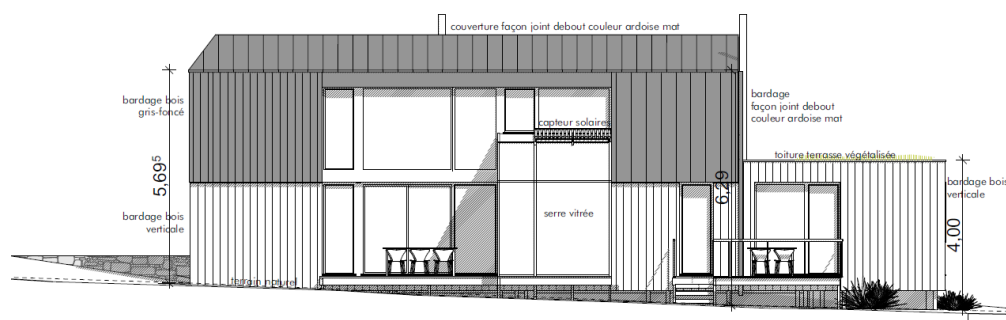 couverture façon joint debout couleur ardoise mat
bardage bois
gris-foncé
bardage
façon joint debout
couleur ardoise mat
capteur solaires
toiture terrasse végétalisée
5,69⁵
6,29
bardage bois
verticale
bardage bois
verticale
serre vitrée
4,00
terrain naturel